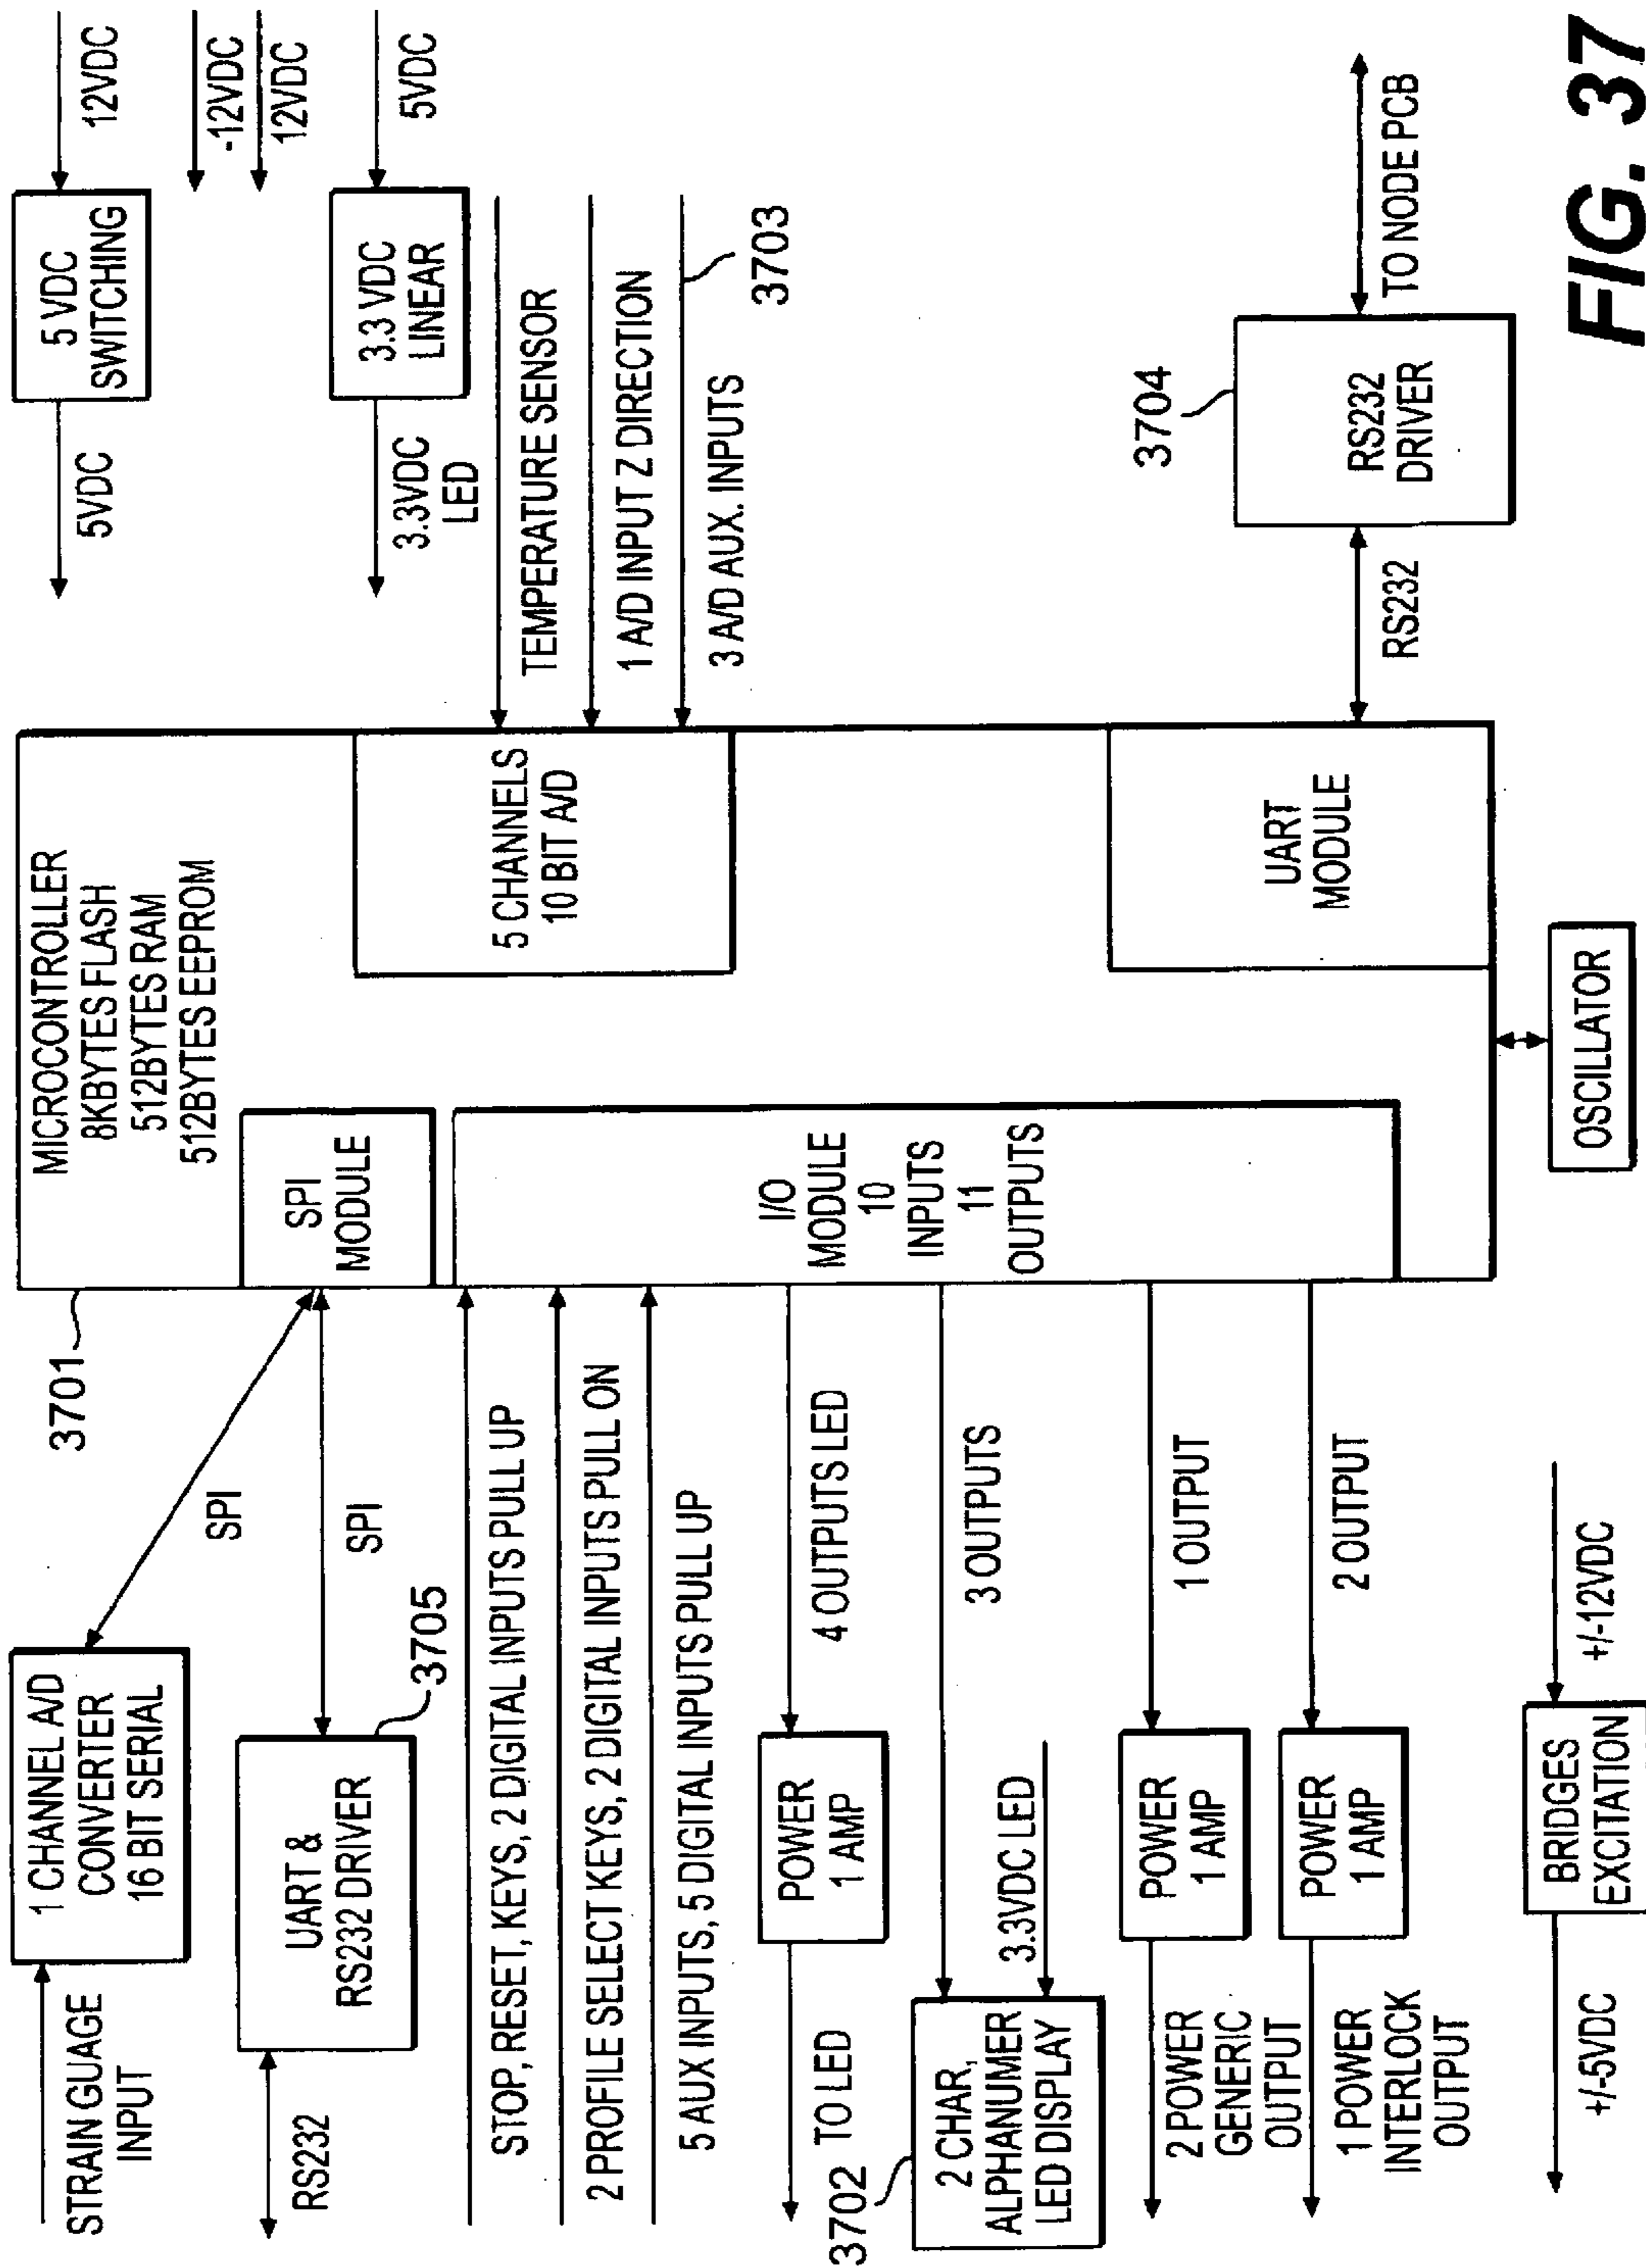 12VDC
5 VDC
SWITCHING
5VDC
-12VDC
12VDC
5VDC
3.3 VDC
LINEAR
3.3VDC
LED
TEMPERATURE SENSOR
1 A/D INPUT Z DIRECTION
3 A/D AUX. INPUTS
3703
3704
RS232
DRIVER
TO NODE PCB
RS232
FIG. 37
MICROCONTROLLER
8KBYTES FLASH
512BYTES RAM
512BYTES EEPROM
5 CHANNELS
10 BIT A/D
UART
MODULE
SPI
MODULE
I/O
MODULE
10
INPUTS
11
OUTPUTS
OSCILLATOR
3701
SPI
SPI
1 CHANNEL A/D
CONVERTER
16 BIT SERIAL
STRAIN GUAGE
INPUT
3705
UART &
RS232 DRIVER
RS232
STOP, RESET, KEYS, 2 DIGITAL INPUTS PULL UP
2 PROFILE SELECT KEYS, 2 DIGITAL INPUTS PULL ON
5 AUX INPUTS, 5 DIGITAL INPUTS PULL UP
4 OUTPUTS LED
POWER
1 AMP
TO LED
3702
3 OUTPUTS
2 CHAR,
ALPHANUMER
LED DISPLAY
3.3VDC LED
1 OUTPUT
POWER
1 AMP
2 POWER
GENERIC
OUTPUT
2 OUTPUT
POWER
1 AMP
1 POWER
INTERLOCK
OUTPUT
+/-12VDC
BRIDGES
EXCITATION
+/-5VDC